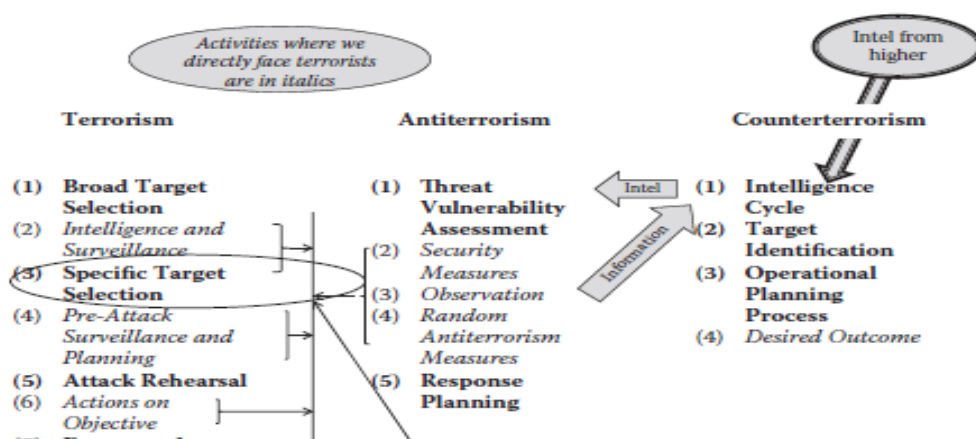 Activities where we
directly face terrorists
are in italics
Intel from
higher
Terrorism
Antiterrorism
Counterterrorism
(1) Broad Target
Selection
(2) Intelligence and
Surveillance
(3) Specific Target
Selection
(4) Pre-Attack
Surveillance and
Planning
(5) Attack Rehearsal
(6) Actions on
Objective
(1) Threat
Vulnerability
Assessment
(2) Security
Measures
(3) Observation
(4) Random
Antiterrorism
Measures
(5) Response
Planning
Intel
Information
(1) Intelligence
Cycle
(2) Target
Identification
(3) Operational
Planning
Process
(4) Desired Outcome